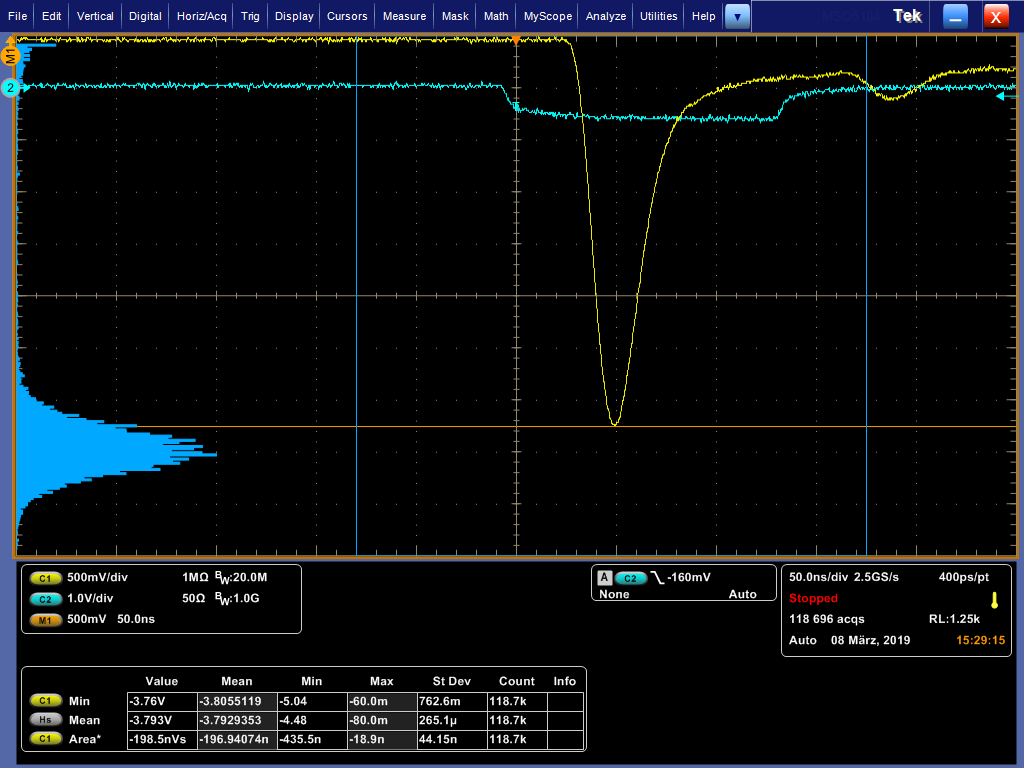 File Edit Vertical Digital Horiz/Acq Trig Display Cursors Measure Mask Math MyScope Analyze Utilities Help Tek X
M1
2
C1 500mV/div 1MΩ BW:20.0M
C2 1.0V/div 50Ω BW:1.0G
M1 500mV 50.0ns
A C2 -160mV
None Auto
50.0ns/div 2.5GS/s 400ps/pt
Stopped
118 696 acqs RL:1.25k
Auto 08 März, 2019 15:29:15
Value Mean Min Max St Dev Count Info
C1 Min -3.76V -3.8055119 -5.04 -60.0m 762.6m 118.7k
Hs Mean -3.793V -3.7929353 -4.48 -80.0m 265.1µ 118.7k
C1 Area* -198.5nVs -196.94074n -435.5n -18.9n 44.15n 118.7k